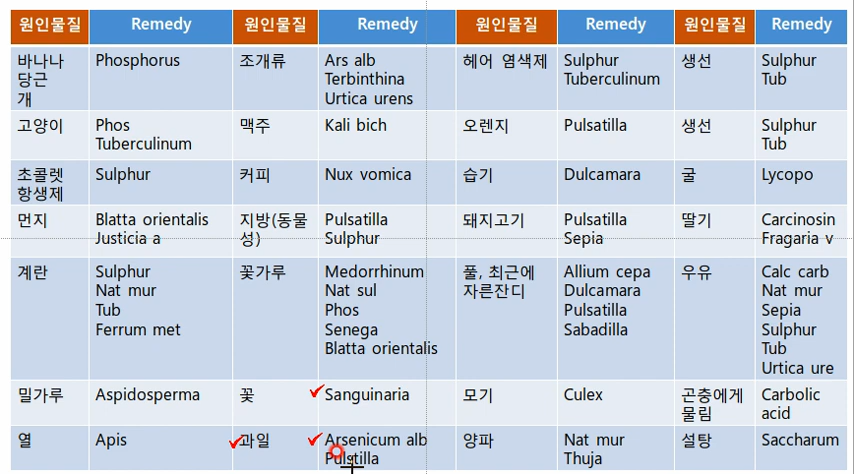 원인물질 Remedy 원인물질 Remedy 원인물질 Remedy 원인물질 Remedy
바나나 Phosphorus 조개류 Ars alb 헤어 염색제 Sulphur 생선 Sulphur
당근 Terbinthina Tuberculinum Tub
개 Urtica urens
고양이 Phos 맥주 Kali bich 오렌지 Pulsatilla 생선 Sulphur
Tuberculinum Tub
초콜렛 Sulphur 커피 Nux vomica 습기 Dulcamara 굴 Lycopo
항생제
먼지 Blatta orientalis 지방(동물 Pulsatilla 돼지고기 Pulsatilla 딸기 Carcinosin
Justicia a 성) Sulphur Sepia Fragaria v
계란 Sulphur 꽃가루 Medorrhinum 풀, 최근에 Allium cepa 우유 Calc carb
Nat mur Nat sul 자른잔디 Dulcamara Nat mur
Tub Phos Pulsatilla Sepia
Ferrum met Senega Sabadilla Sulphur
Blatta orientalis Tub
Urtica ure
밀가루 Aspidosperma 꽃 Sanguinaria 모기 Culex 곤충에게 Carbolic
물림 acid
열 Apis 과일 Arsenicum alb 양파 Nat mur 설탕 Saccharum
Pulstilla Thuja